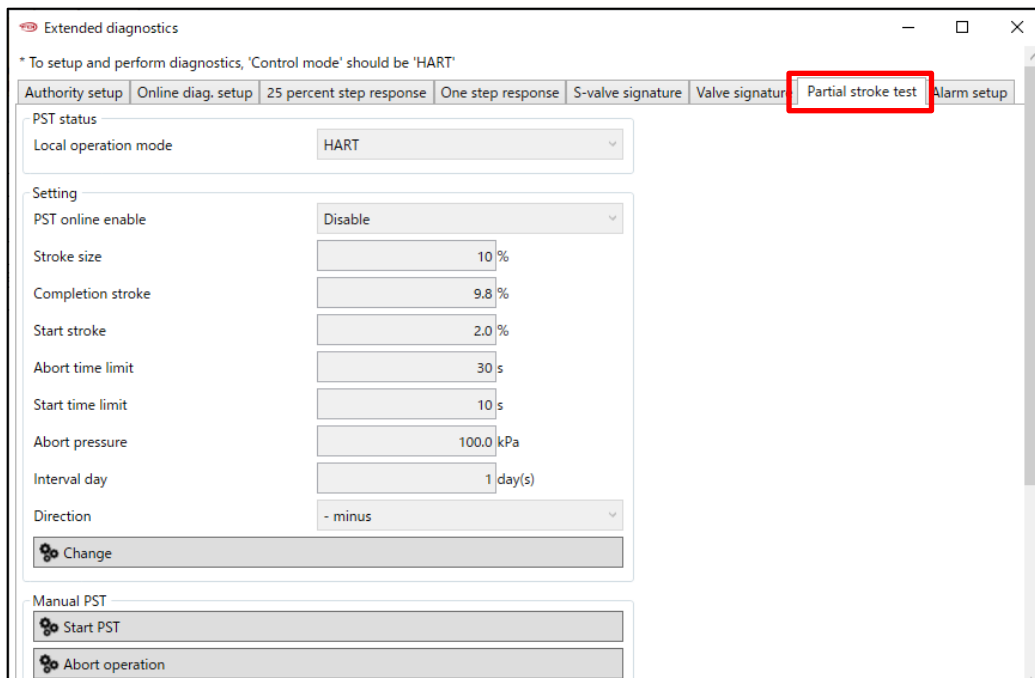 Extended diagnostics
* To setup and perform diagnostics, 'Control mode' should be 'HART'
Authority setup Online diag. setup 25 percent step response One step response S-valve signature Valve signature Partial stroke test Alarm setup
PST status
Local operation mode HART
Setting
PST online enable Disable
Stroke size 10 %
Completion stroke 9.8 %
Start stroke 2.0 %
Abort time limit 30 s
Start time limit 10 s
Abort pressure 100.0 kPa
Interval day 1 day(s)
Direction - minus
Change
Manual PST
Start PST
Abort operation